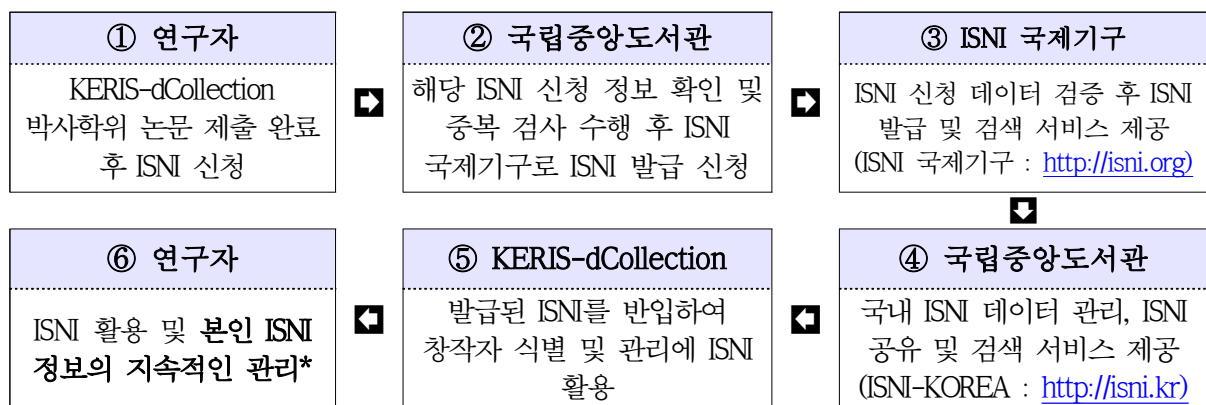 ① 연구자
KERIS-dCollection
박사학위 논문 제출 완료
후 ISNI 신청
② 국립중앙도서관
해당 ISNI 신청 정보 확인 및
중복 검사 수행 후 ISNI
국제기구로 ISNI 발급 신청
③ ISNI 국제기구
ISNI 신청 데이터 검증 후 ISNI
발급 및 검색 서비스 제공
(ISNI 국제기구 : http://isni.org)
④ 국립중앙도서관
국내 ISNI 데이터 관리, ISNI
공유 및 검색 서비스 제공
(ISNI-KOREA : http://isni.kr)
⑤ KERIS-dCollection
발급된 ISNI를 반입하여
창작자 식별 및 관리에 ISNI
활용
⑥ 연구자
ISNI 활용 및 본인 ISNI
정보의 지속적인 관리*